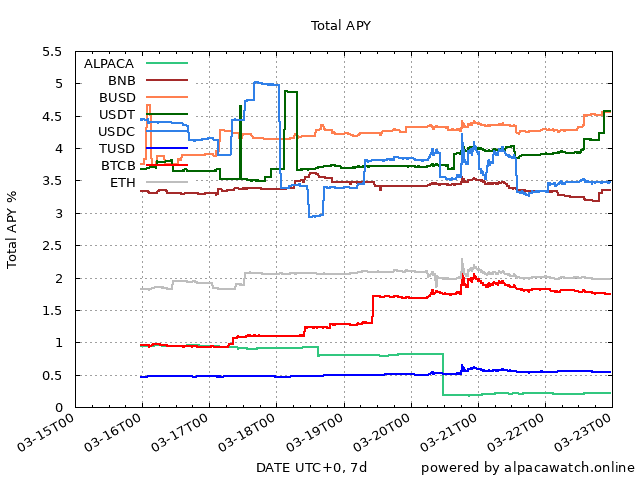 Total APY
ALPACA
BNB
BUSD
USDT
USDC
TUSD
BTCB
ETH
Total APY %
5.5
5
4.5
4
3.5
3
2.5
2
1.5
1
0.5
0
03-15T00 03-16T00 03-17T00 03-18T00 03-19T00 03-20T00 03-21T00 03-22T00 03-23T00
DATE UTC+0, 7d powered by alpacawatch.online